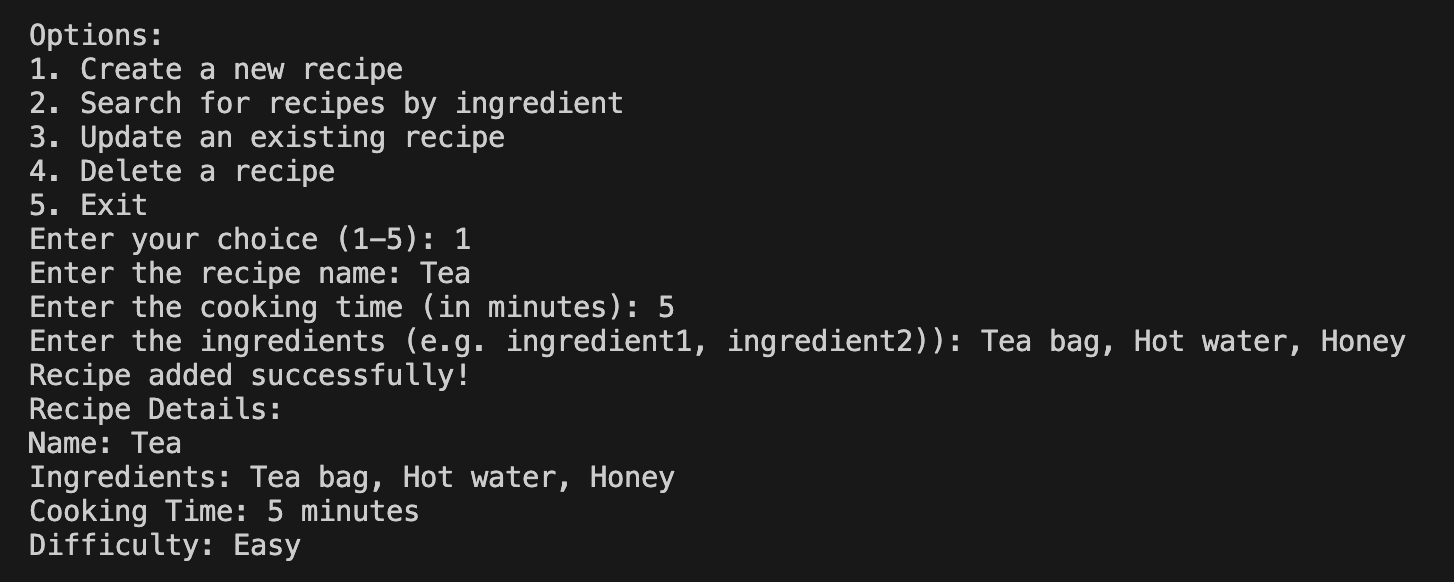 Options:
1. Create a new recipe
2. Search for recipes by ingredient
3. Update an existing recipe
4. Delete a recipe
5. Exit
Enter your choice (1-5): 1
Enter the recipe name: Tea
Enter the cooking time (in minutes): 5
Enter the ingredients (e.g. ingredient1, ingredient2)): Tea bag, Hot water, Honey
Recipe added successfully!
Recipe Details:
Name: Tea
Ingredients: Tea bag, Hot water, Honey
Cooking Time: 5 minutes
Difficulty: Easy